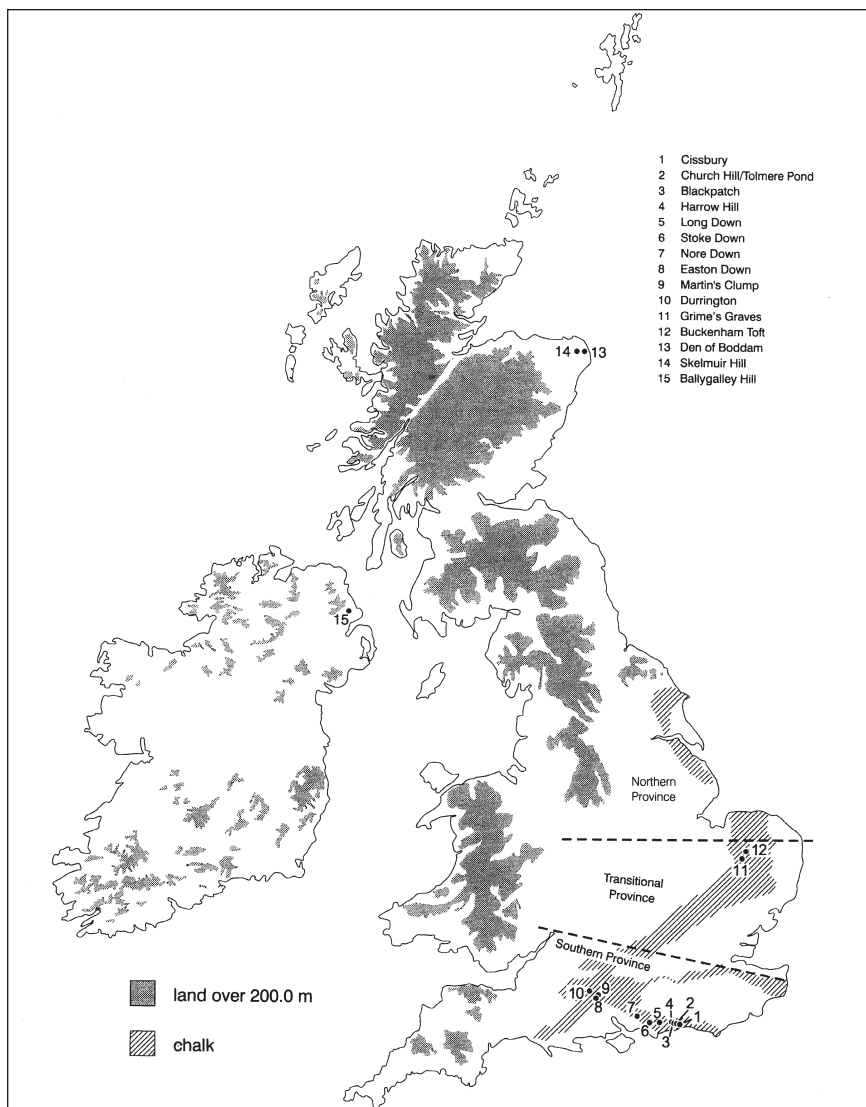 1 Cissbury
2 Church Hill/Tolmere Pond
3 Blackpatch
4 Harrow Hill
5 Long Down
6 Stoke Down
7 Nore Down
8 Easton Down
9 Martin's Clump
10 Durrington
11 Grime's Graves
12 Buckenham Toft
13 Den of Boddam
14 Skelmuir Hill
15 Ballygalley Hill
14 13
15
Northern
Province
12
11
Transitional
Province
Southern Province
10 9
8
7
6 5 4 2
1
3
land over 200.0 m
chalk